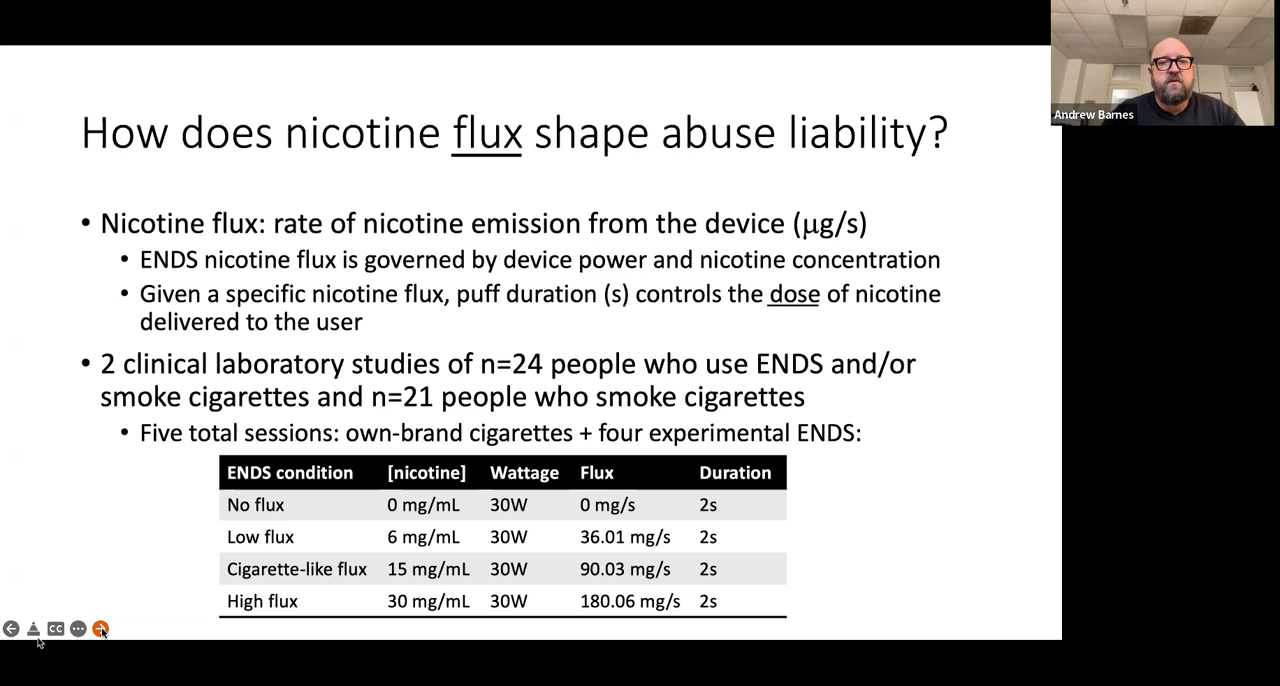 How does nicotine flux shape abuse liability?
• Nicotine flux: rate of nicotine emission from the device (μg/s)
• ENDS nicotine flux is governed by device power and nicotine concentration
• Given a specific nicotine flux, puff duration (s) controls the dose of nicotine
delivered to the user
• 2 clinical laboratory studies of n=24 people who use ENDS and/or
smoke cigarettes and n=21 people who smoke cigarettes
• Five total sessions: own-brand cigarettes + four experimental ENDS:
ENDS condition [nicotine] Wattage Flux Duration
No flux 0 mg/mL 30W 0 mg/s 2s
Low flux 6 mg/mL 30W 36.01 mg/s 2s
Cigarette-like flux 15 mg/mL 30W 90.03 mg/s 2s
High flux 30 mg/mL 30W 180.06 mg/s 2s
Andrew Barnes
CC